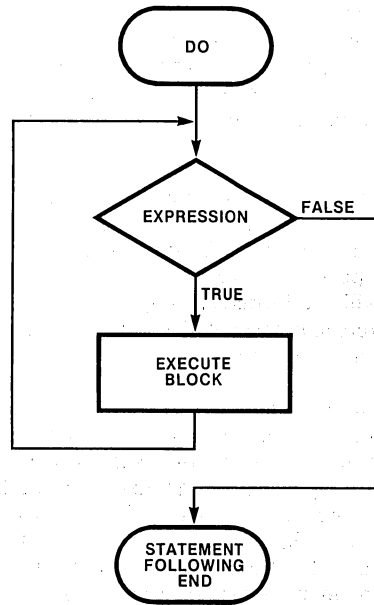 DO
EXPRESSION
FALSE
TRUE
EXECUTE
BLOCK
STATEMENT
FOLLOWING
END